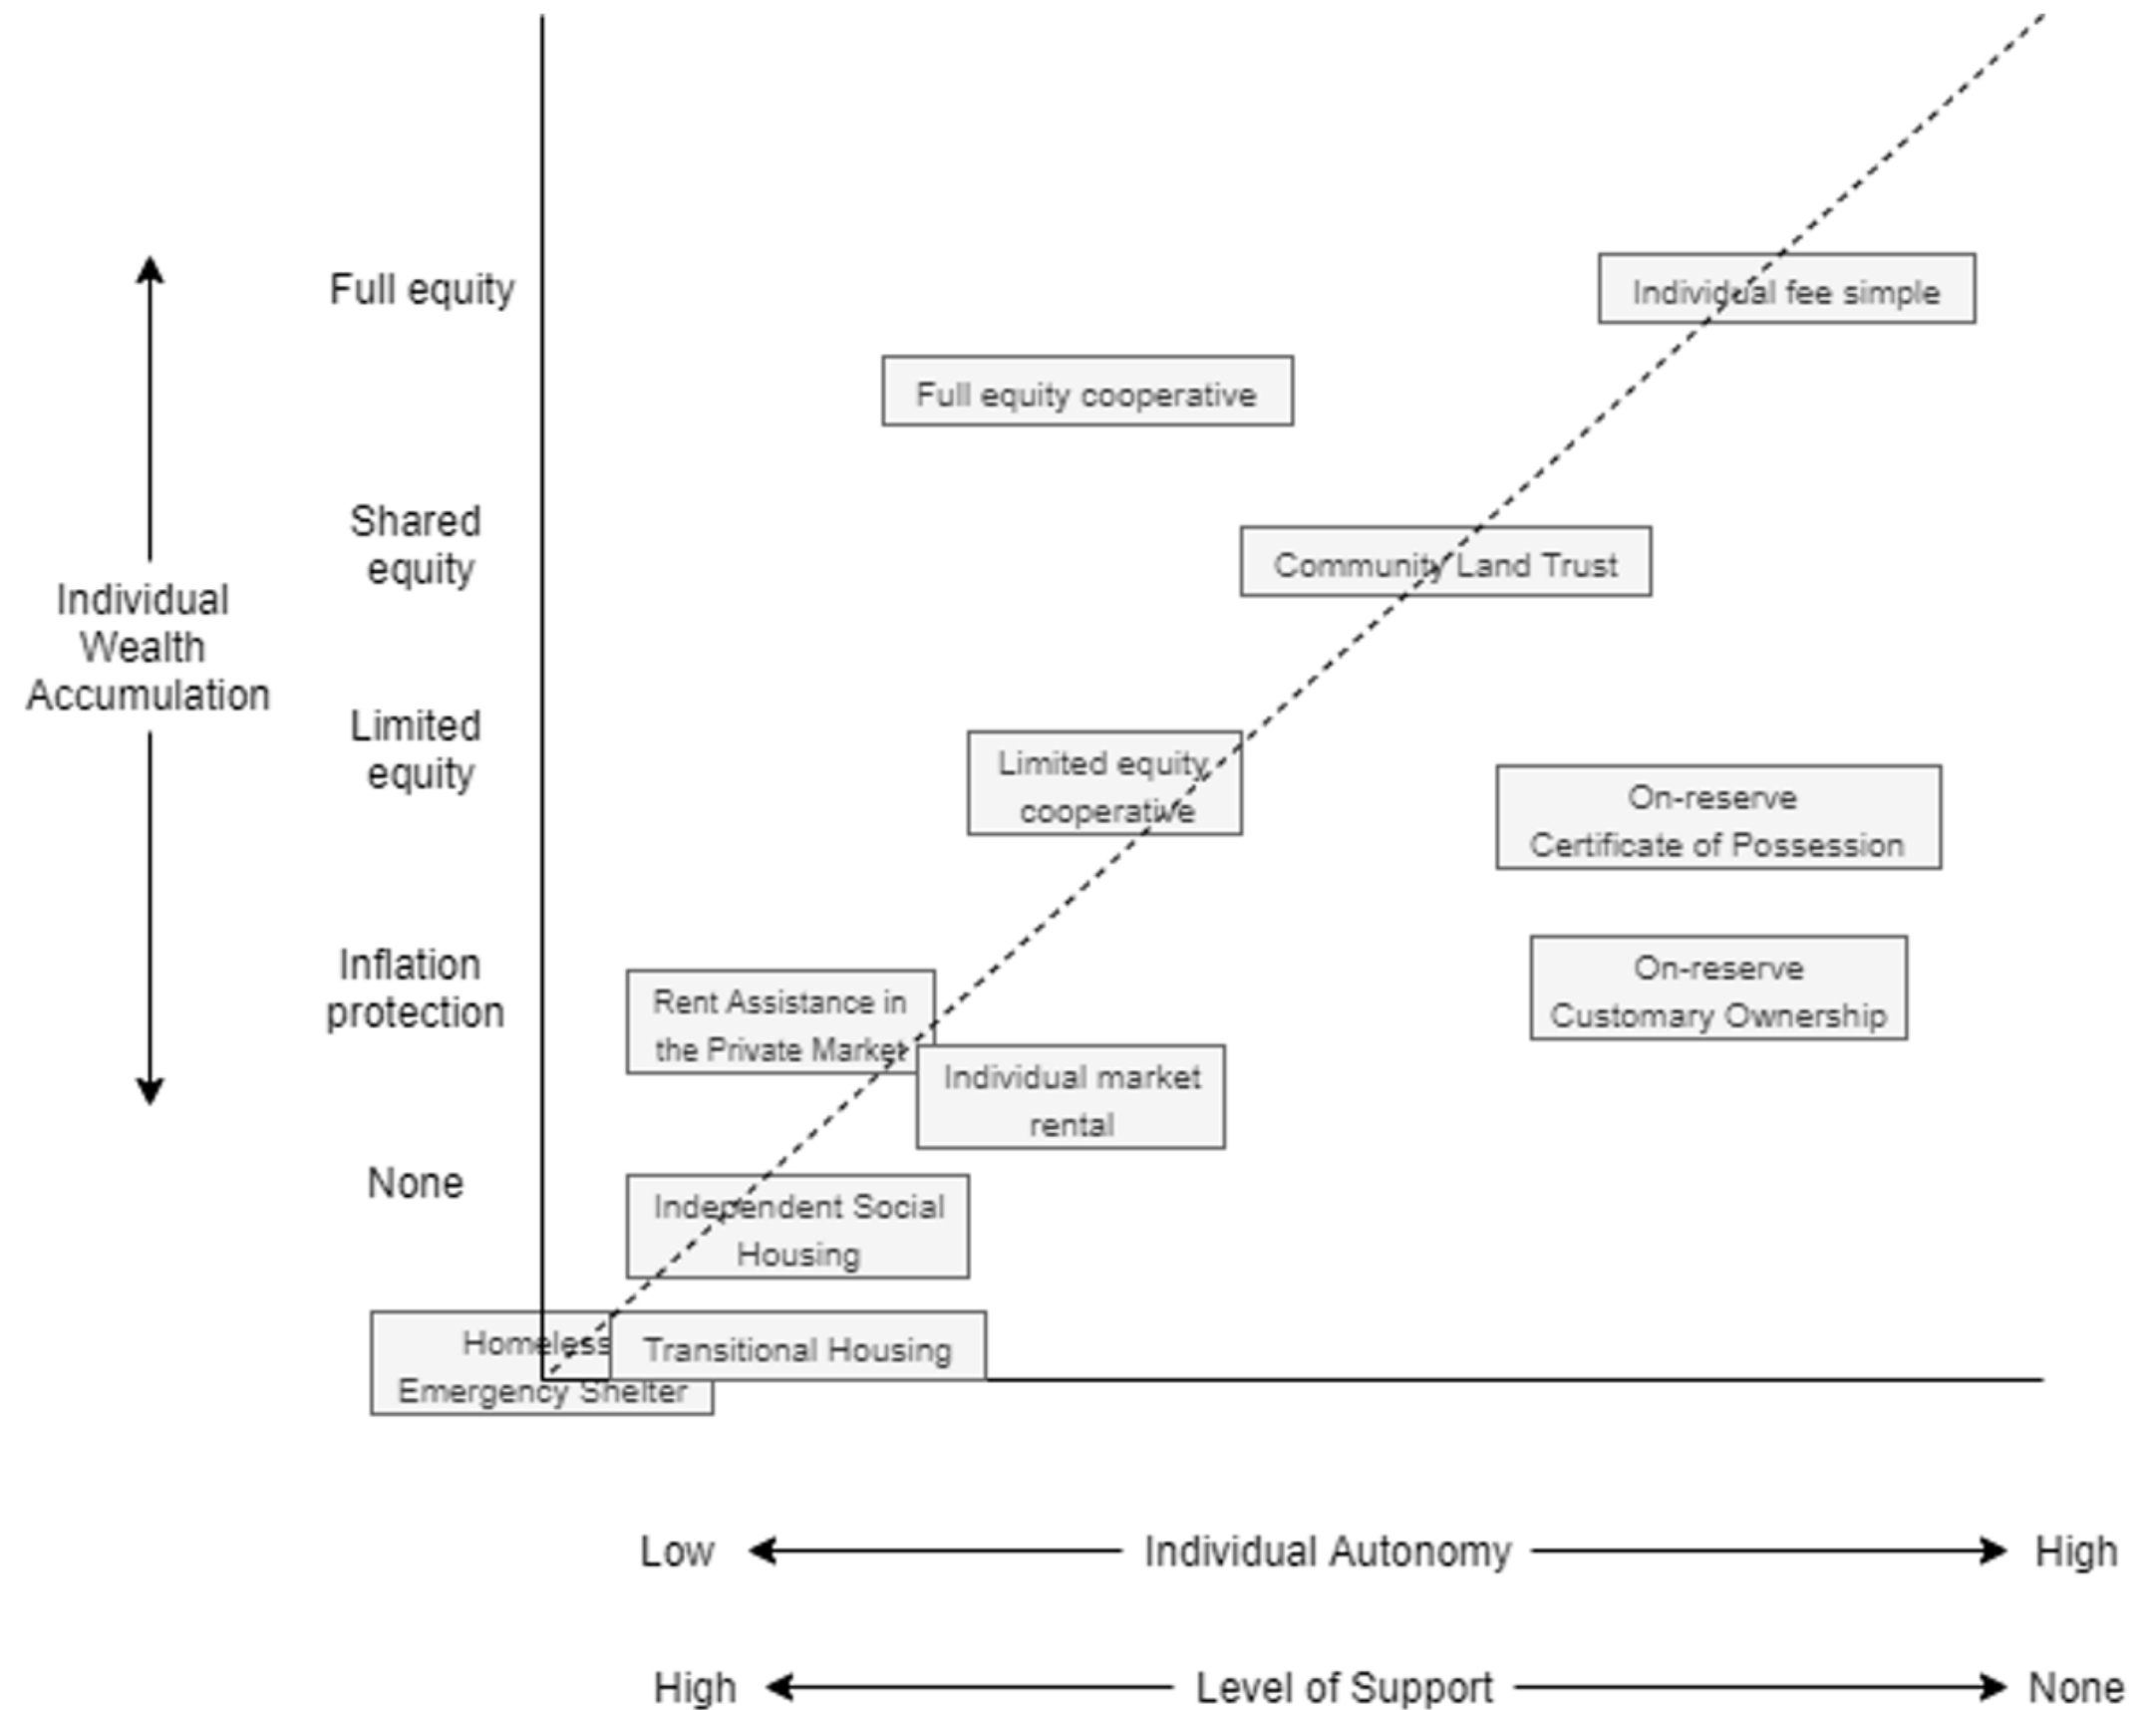 Full equity
Individual fee simple
Full equity cooperative
Shared
equity
Community Land Trust
Individual
Wealth
Accumulation
Limited
equity
Limited equity
cooperative
On-reserve
Certificate of Possession
Inflation
protection
On-reserve
Customary Ownership
Rent Assistance in
the Private Market
Individual market
rental
None
Independent Social
Housing
Homeless
Emergency Shelter
Transitional Housing
Low Individual Autonomy High
High Level of Support None